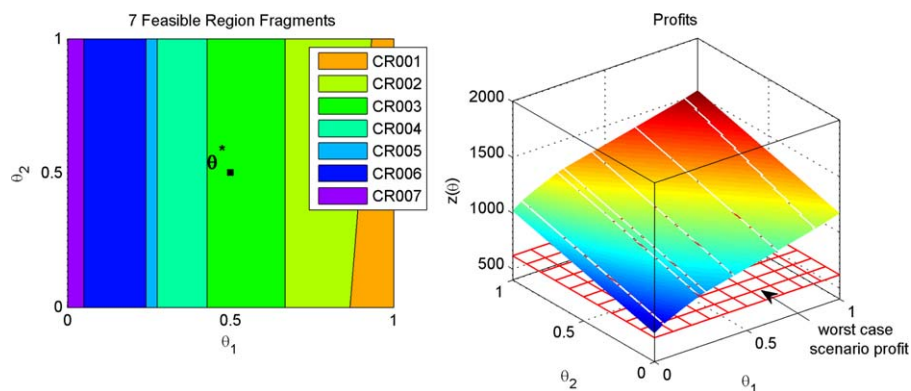 7 Feasible Region Fragments
1
0.5
0
θ2
θ*
0
0.5
1
θ1
CR001
CR002
CR003
CR004
CR005
CR006
CR007
Profits
2000
1500
1000
500
z(θ)
1
0.5
0
θ2
0
0.5
1
θ1
worst case
scenario profit